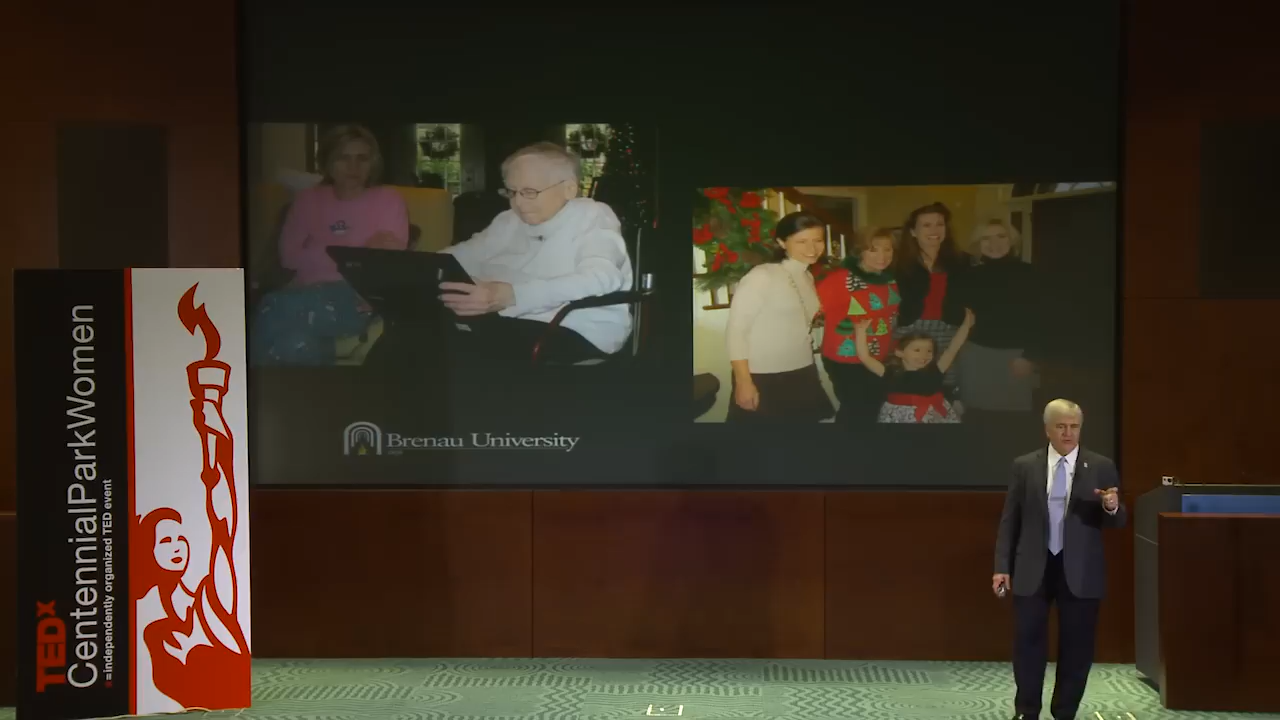 TEDx
CentennialParkWomen
x=independently organized TED event
Brenau University